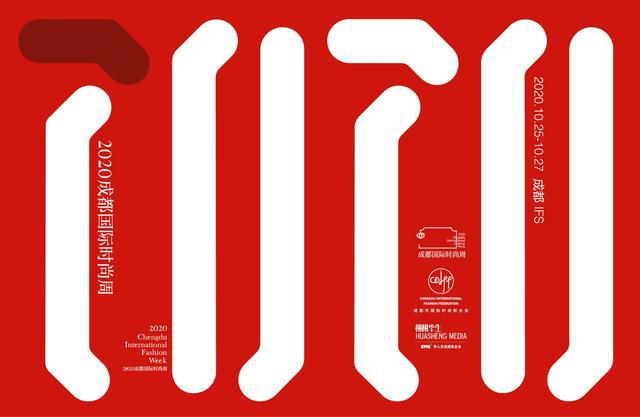 2020成都国际时尚周
2020
Chengdu
International
Fashion
Week
2020成都国际时尚周
成都国际时尚周
CHENGDU INTERNATIONAL
FASHION FEDERATION
成都市国际时尚联合会
HUASHENG MEDIA
2020.10.25-10.27 成都 IFS